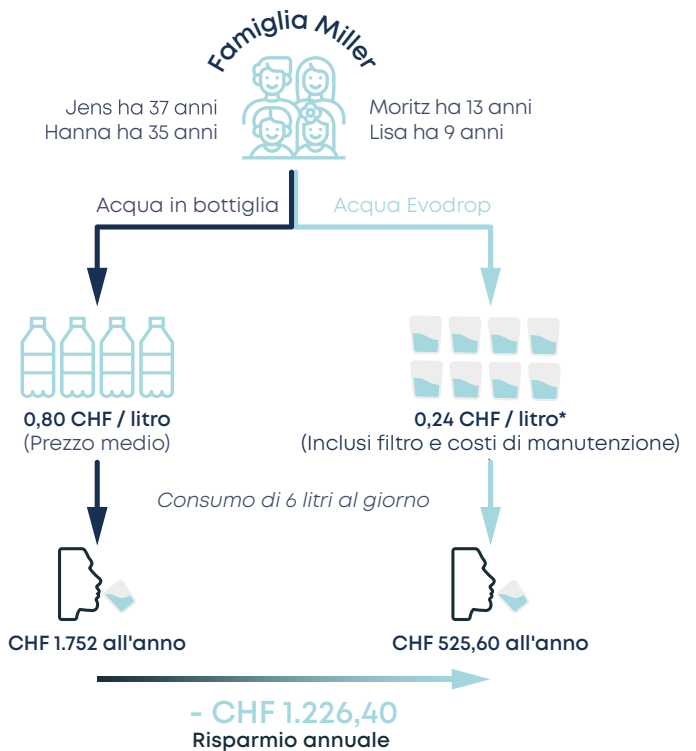 Famiglia Miller
Jens ha 37 anni
Hanna ha 35 anni
Moritz ha 13 anni
Lisa ha 9 anni
Acqua in bottiglia
Acqua Evodrop
0,80 CHF / litro
(Prezzo medio)
0,24 CHF / litro*
(Inclusi filtro e costi di manutenzione)
Consumo di 6 litri al giorno
CHF 1.752 all'anno
CHF 525,60 all'anno
- CHF 1.226,40
Risparmio annuale